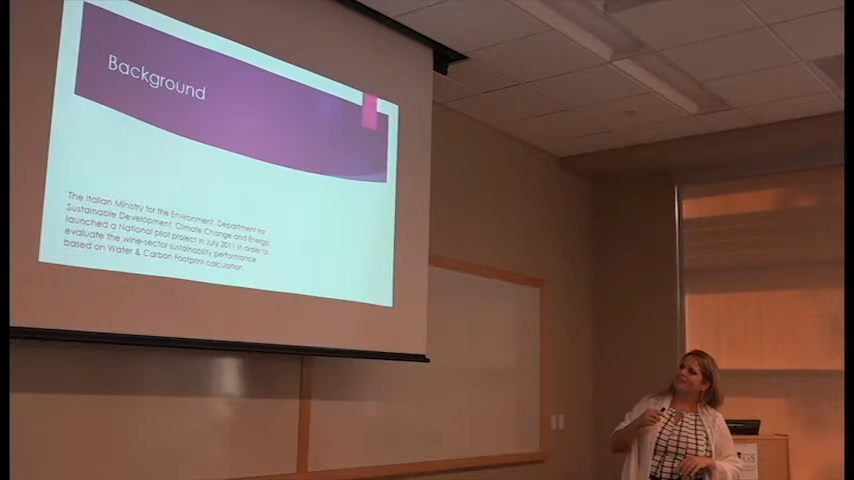 Background
The Italian Ministry for the Environment, Department for
Sustainable Development, Climate Change and Energy,
launched a National pilot project in July 2011 in order to
evaluate the wine-sector sustainability performance
based on Water & Carbon Footprint calculation.
GS